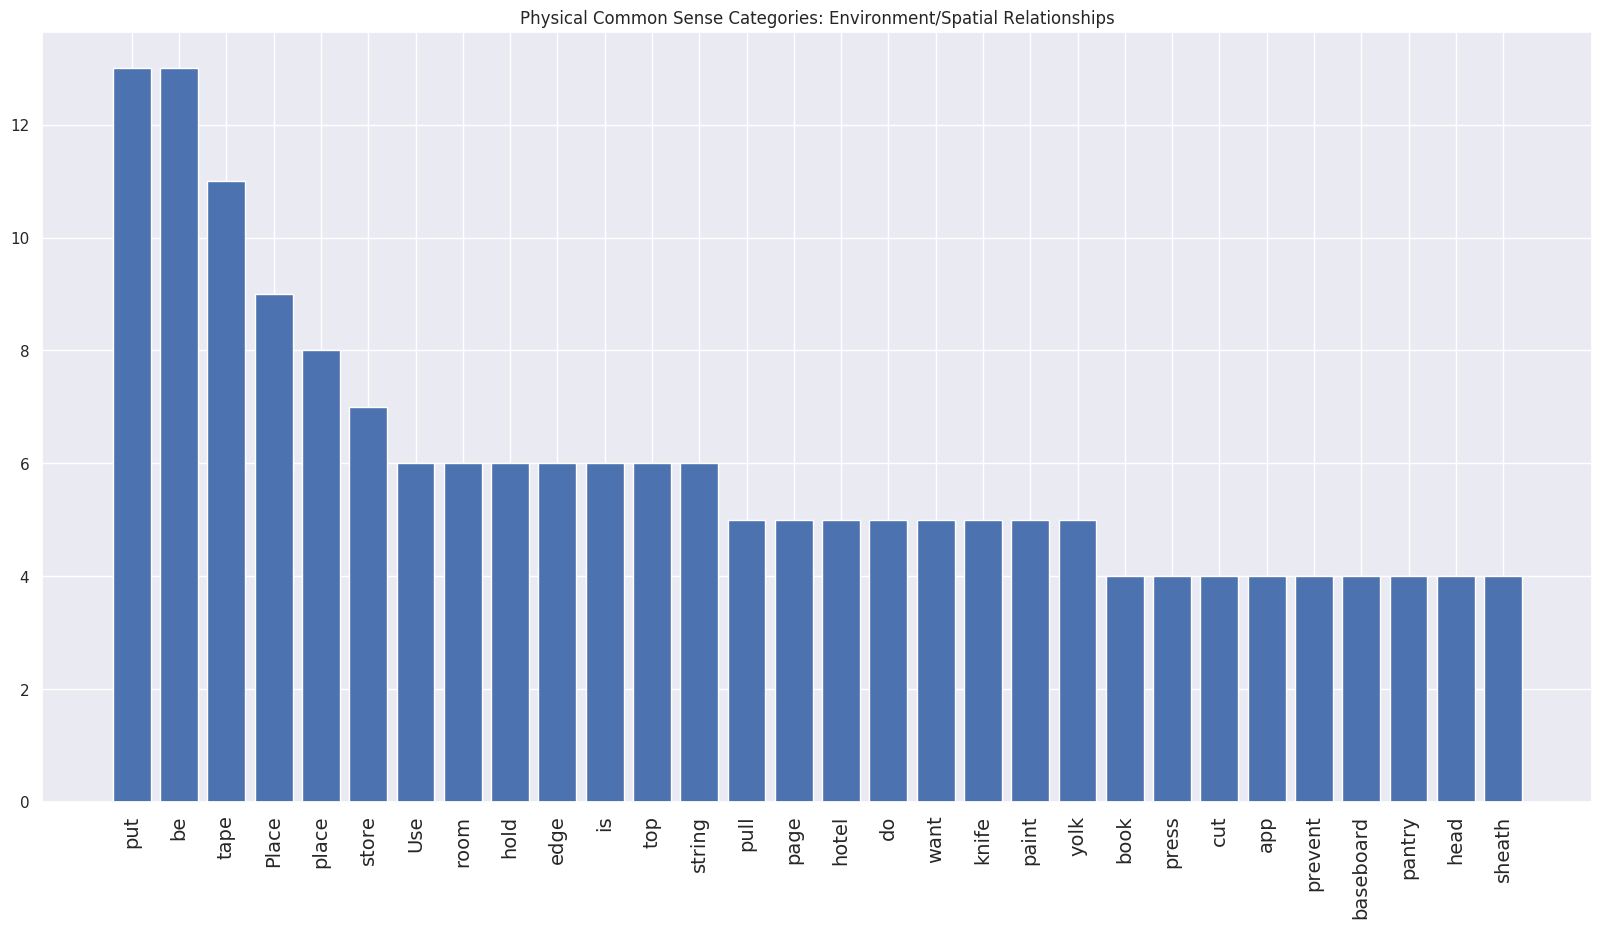 Physical Common Sense Categories: Environment/Spatial Relationships
12
10
8
6
4
2
0
put
be
tape
Place
place
store
Use
room
hold
edge
is
top
string
pull
page
hotel
do
want
knife
paint
yolk
book
press
cut
app
prevent
baseboard
pantry
head
sheath